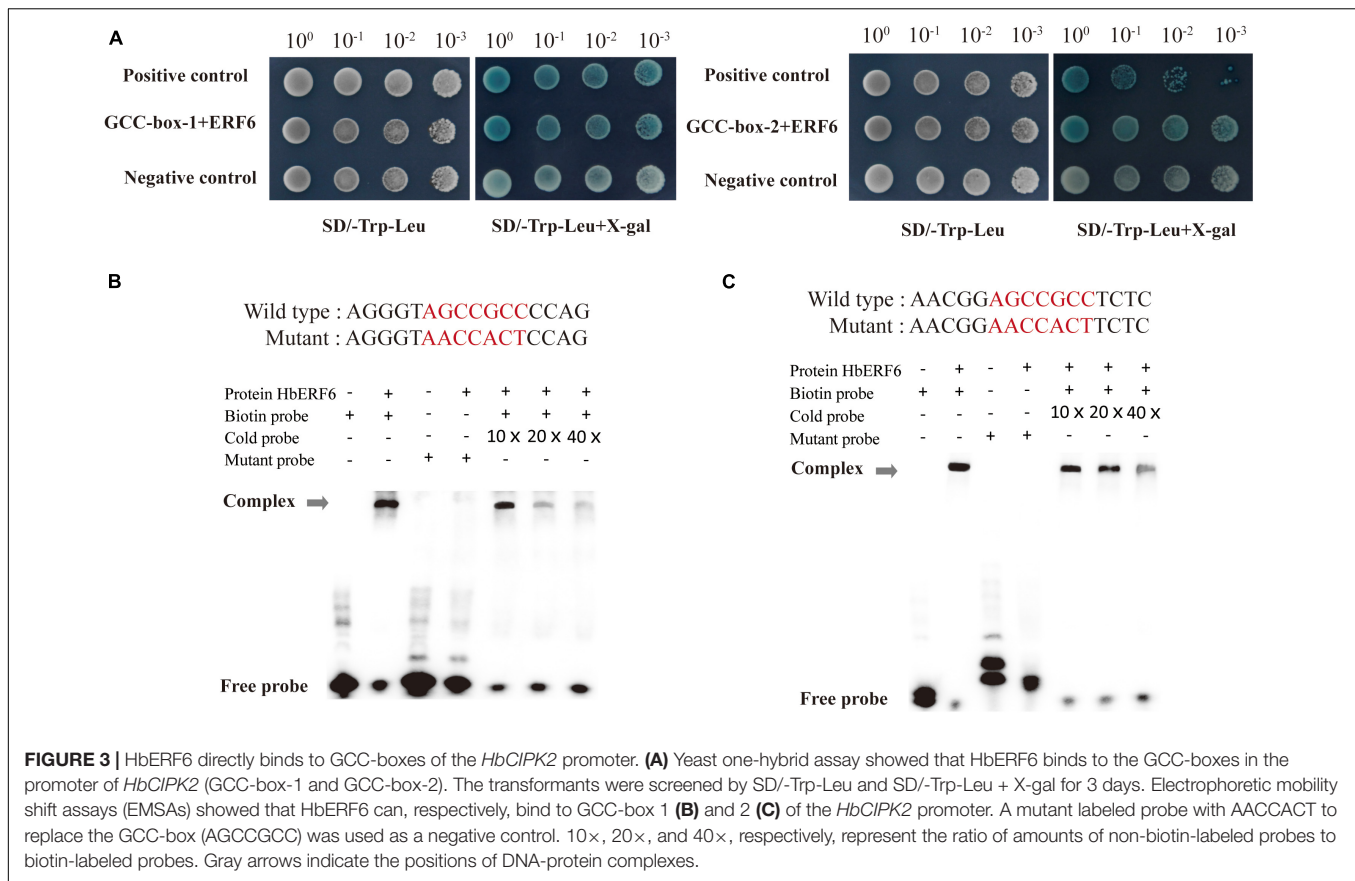 A
10⁰ 10⁻¹ 10⁻² 10⁻³ 10⁰ 10⁻¹ 10⁻² 10⁻³
Positive control
GCC-box-1+ERF6
Negative control
SD/-Trp-Leu SD/-Trp-Leu+X-gal
10⁰ 10⁻¹ 10⁻² 10⁻³ 10⁰ 10⁻¹ 10⁻² 10⁻³
Positive control
GCC-box-2+ERF6
Negative control
SD/-Trp-Leu SD/-Trp-Leu+X-gal
B
Wild type : AGGGTAGCCGCCCCAG
Mutant : AGGGTAACCACTCCAG
Protein HbERF6 - + - + + + +
Biotin probe + + - - + + +
Cold probe - - - - 10 x 20 x 40 x
Mutant probe - - + + - - -
Complex
Free probe
C
Wild type : AACGGAGCCGCCTCTC
Mutant : AACGGAACCACTTCTC
Protein HbERF6 - + - + + + +
Biotin probe + + - - + + +
Cold probe - - - - 10 x 20 x 40 x
Mutant probe - - + + - - -
Complex
Free probe
FIGURE 3 | HbERF6 directly binds to GCC-boxes of the HbCIPK2 promoter. (A) Yeast one-hybrid assay showed that HbERF6 binds to the GCC-boxes in the
promoter of HbCIPK2 (GCC-box-1 and GCC-box-2). The transformants were screened by SD/-Trp-Leu and SD/-Trp-Leu + X-gal for 3 days. Electrophoretic mobility
shift assays (EMSAs) showed that HbERF6 can, respectively, bind to GCC-box 1 (B) and 2 (C) of the HbCIPK2 promoter. A mutant labeled probe with AACCACT to
replace the GCC-box (AGCCGCC) was used as a negative control. 10×, 20×, and 40×, respectively, represent the ratio of amounts of non-biotin-labeled probes to
biotin-labeled probes. Gray arrows indicate the positions of DNA-protein complexes.